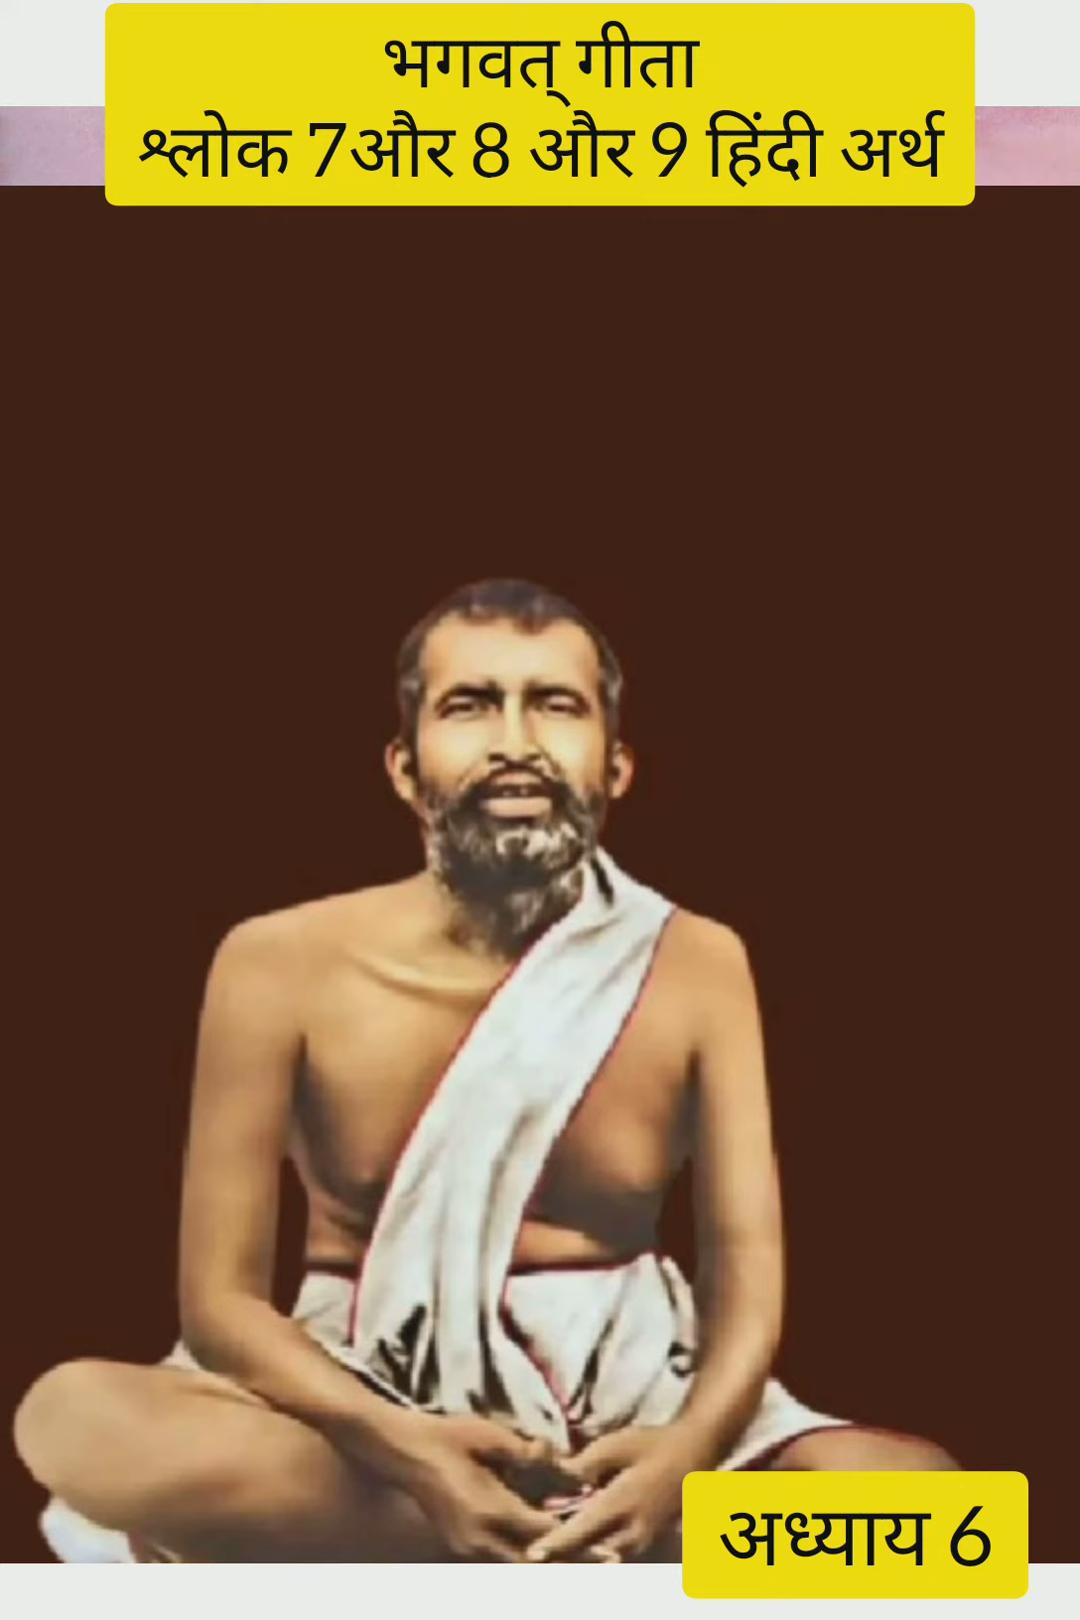 भगवत् गीता
श्लोक 7और 8 और 9 हिंदी अर्थ
अध्याय 6